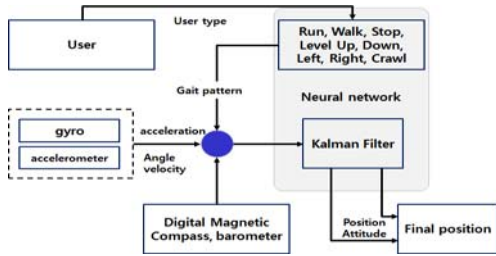 User type
User
Run, Walk, Stop,
Level Up, Down,
Left, Right, Crawl
Gait pattern
Neural network
gyro
accelerometer
acceleration
Angle
velocity
Kalman Filter
Digital Magnetic
Compass, barometer
Position
Attitude
Final position